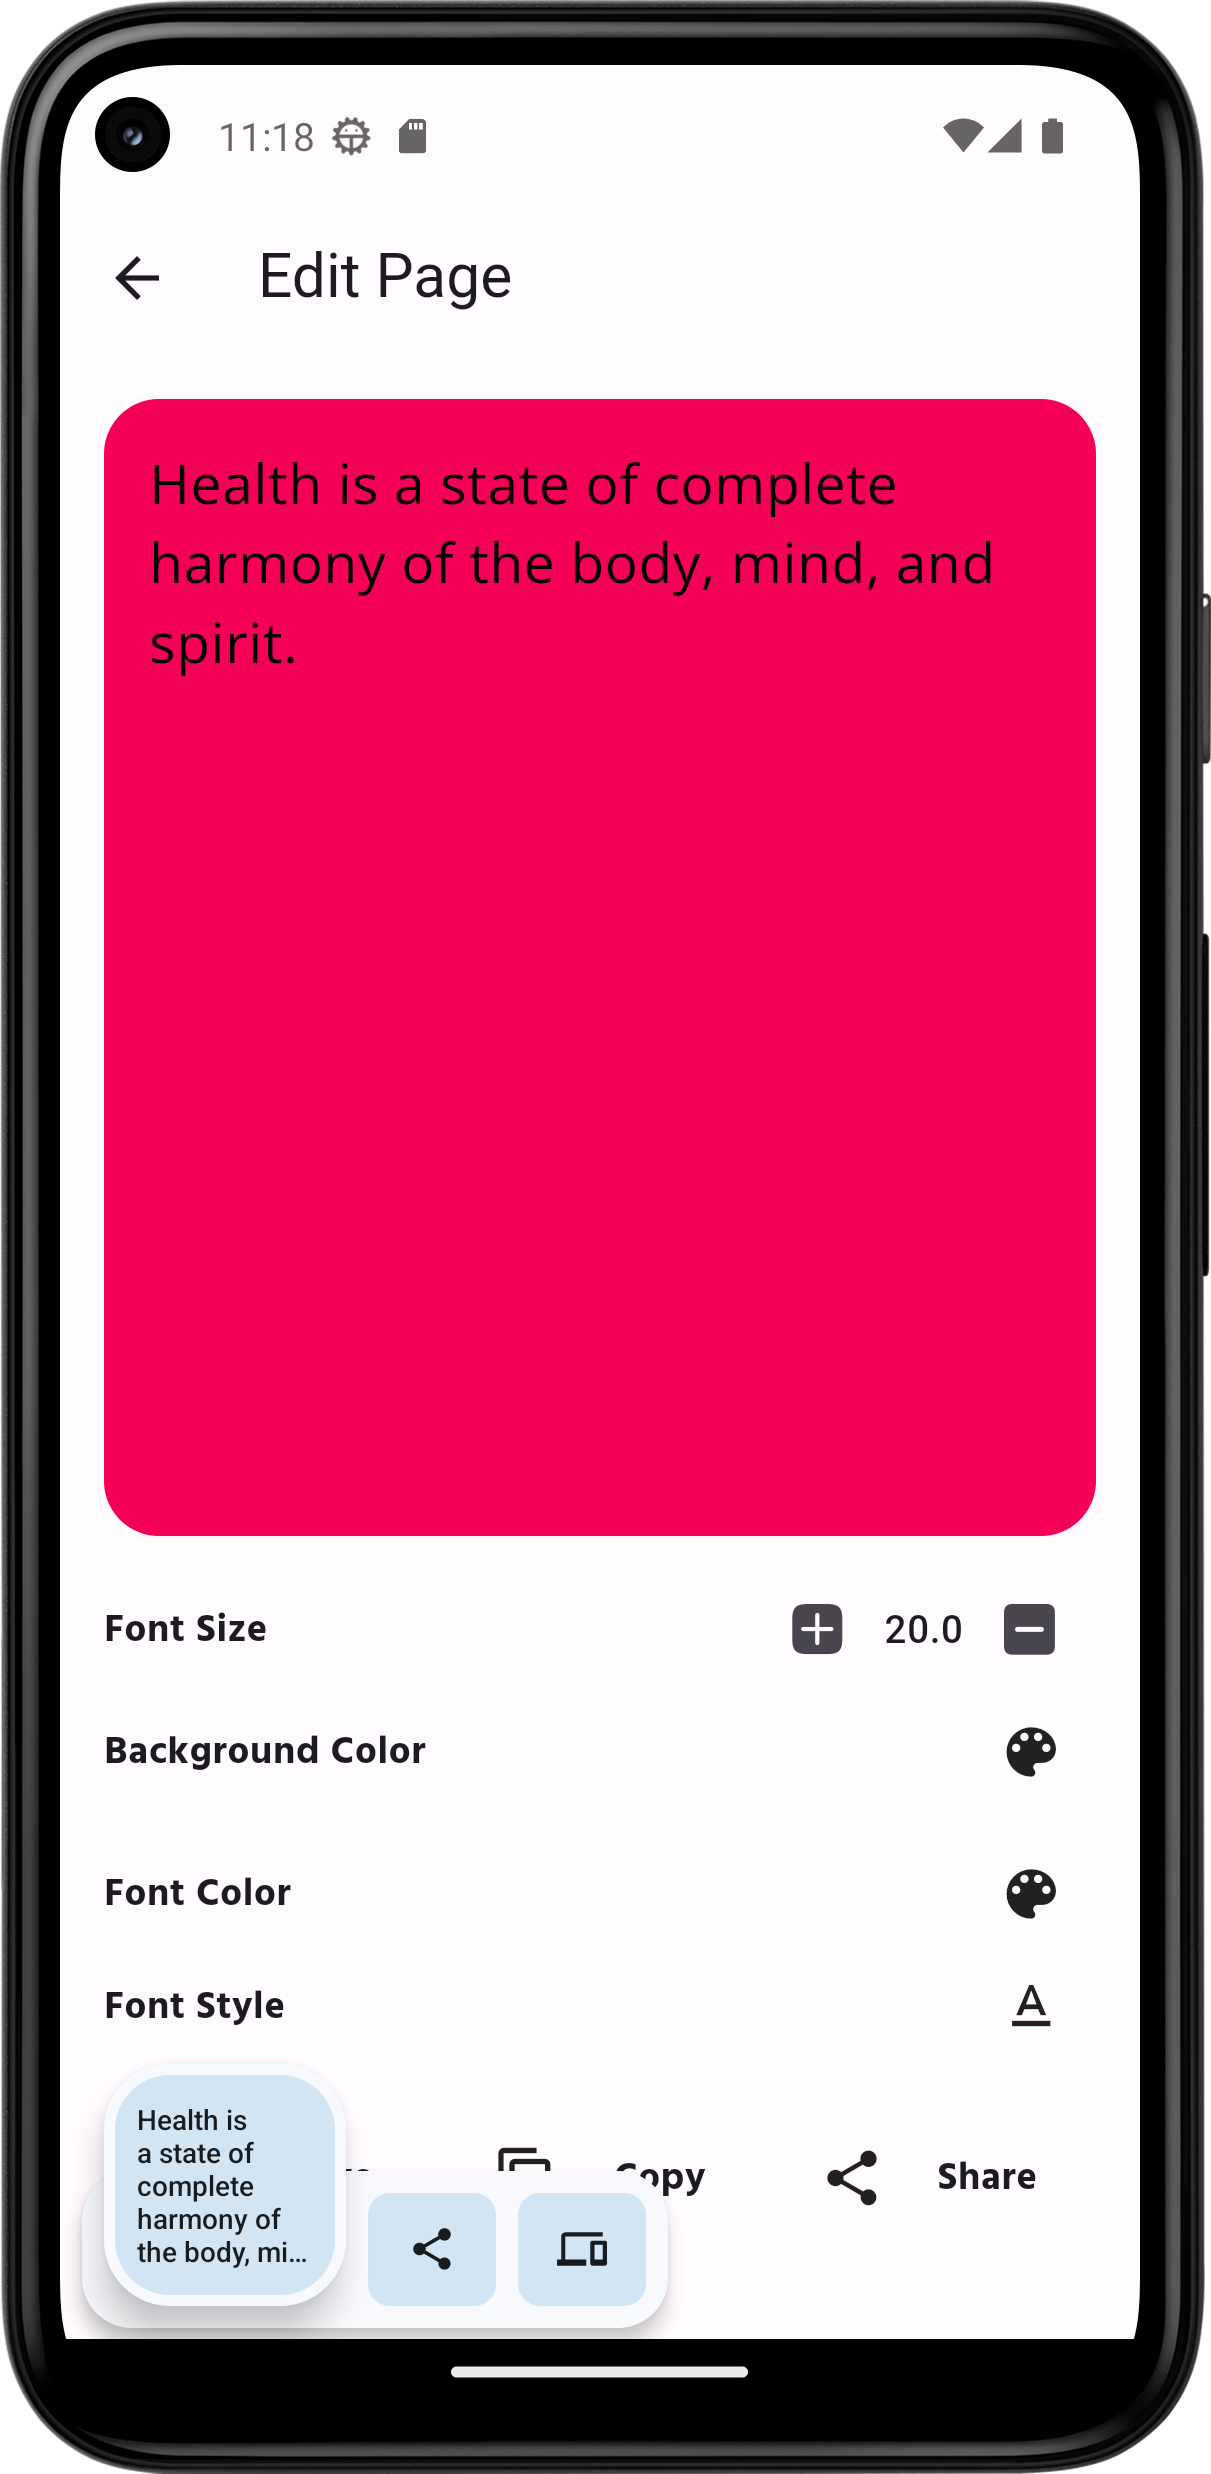 11:18
Edit Page
Health is a state of complete
harmony of the body, mind, and
spirit.
Font Size 20.0
Background Color
Font Color
Font Style
Copy Share
Health is
a state of
complete
harmony of
the body, mi...